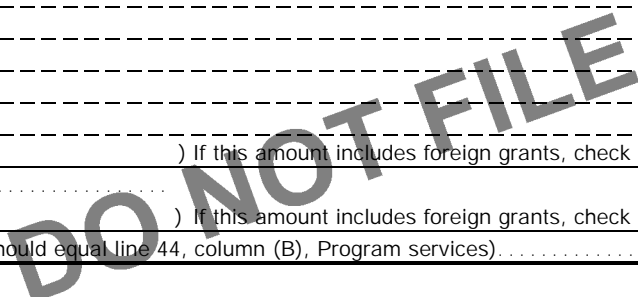 ) If this amount includes foreign grants, check
. . . . . . . . . . . . . . . .
) If this amount includes foreign grants, check
hould equal line 44, column (B), Program services). . . . . . . . . . . . .
DO NOT FILE